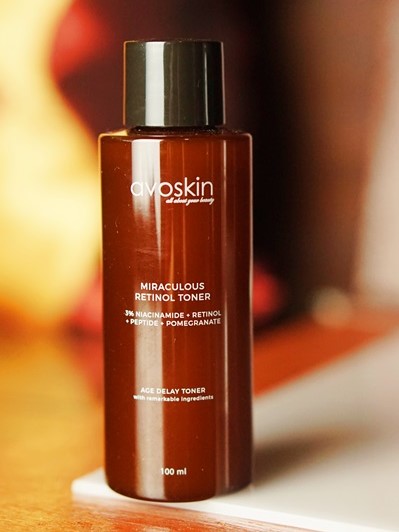 avoskin
all about your beauty
MIRACULOUS
RETINOL TONER
3% NIACINAMIDE + RETINOL
+ PEPTIDE + POMEGRANATE
AGE DELAY TONER
with remarkable ingredients
100 ml